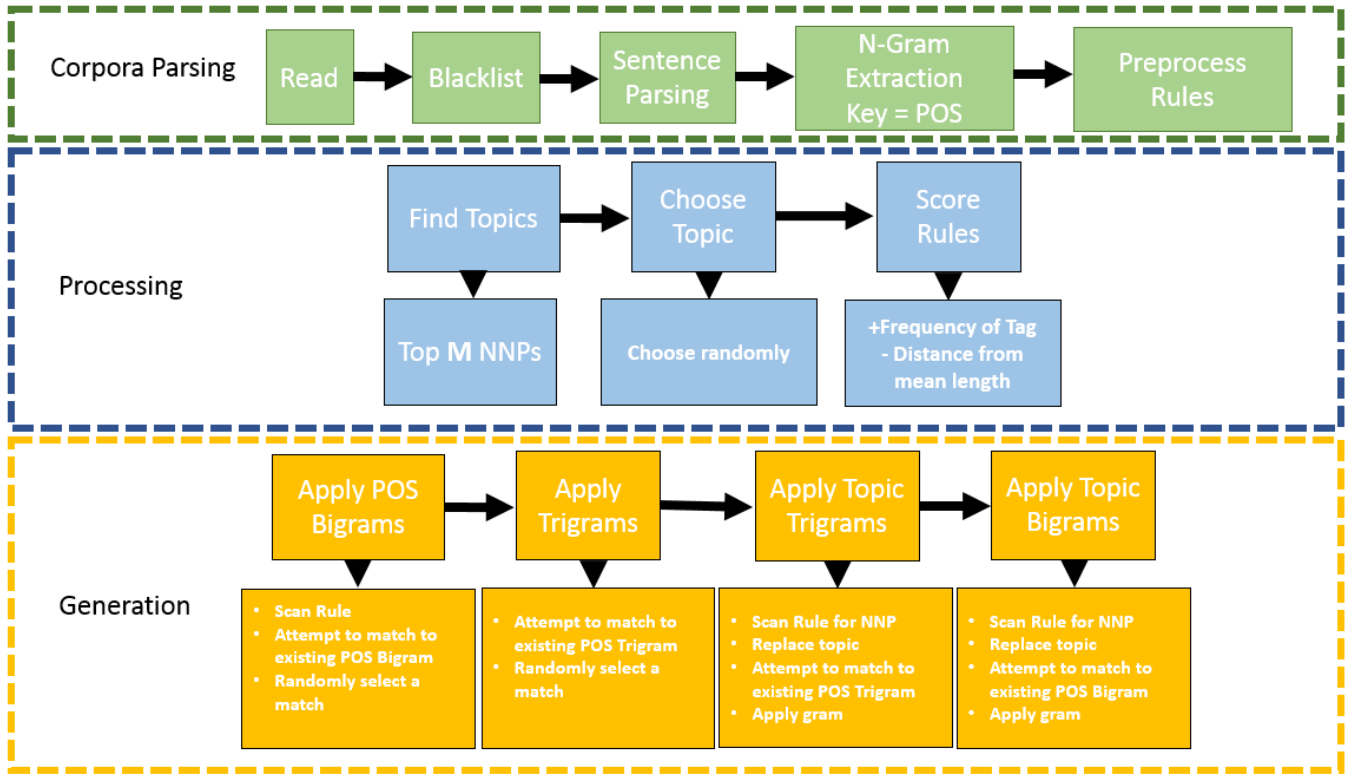 Corpora Parsing
Read
Blacklist
Sentence
Parsing
N-Gram
Extraction
Key = POS
Preprocess
Rules
Processing
Find Topics
Choose
Topic
Score
Rules
Top M NNPs
Choose randomly
+Frequency of Tag
- Distance from
mean length
Generation
Apply POS
Bigrams
Apply
Trigrams
Apply Topic
Trigrams
Apply Topic
Bigrams
• Scan Rule
• Attempt to match to
existing POS Bigram
• Randomly select a
match
• Attempt to match to
existing POS Trigram
• Randomly select a
match
• Scan Rule for NNP
• Replace topic
• Attempt to match to
existing POS Trigram
• Apply gram
• Scan Rule for NNP
• Replace topic
• Attempt to match to
existing POS Bigram
• Apply gram